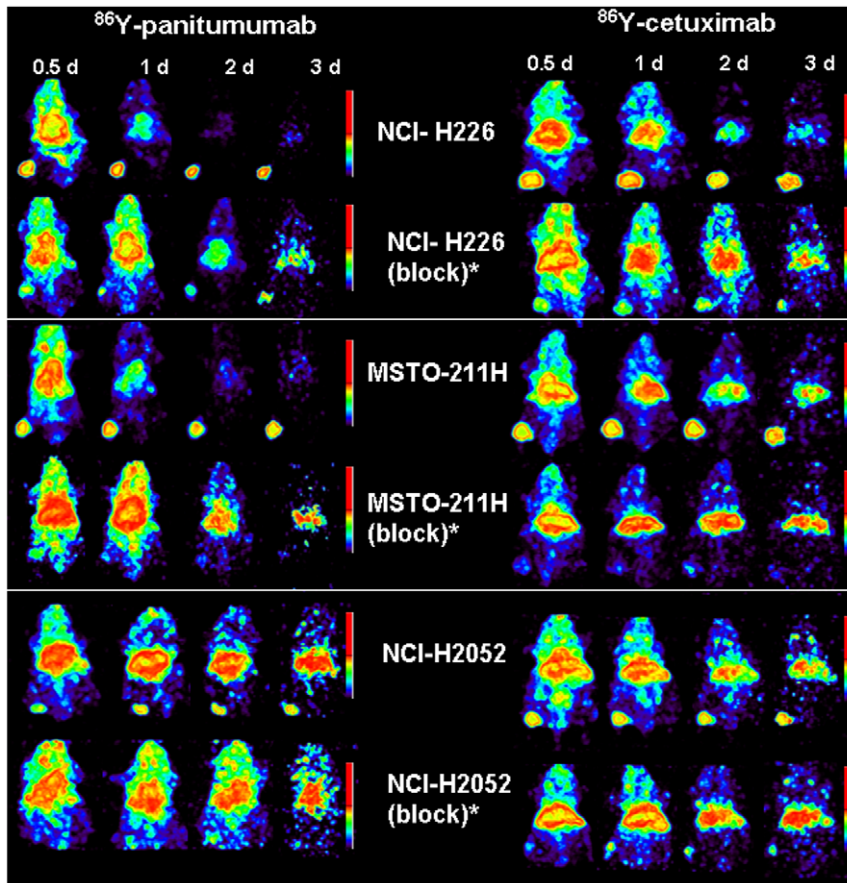 ⁸⁶Y-panitumumab
⁸⁶Y-cetuximab
0.5 d 1 d 2 d 3 d
0.5 d 1 d 2 d 3 d
NCI- H226
NCI- H226
(block)*
MSTO-211H
MSTO-211H
(block)*
NCI-H2052
NCI-H2052
(block)*